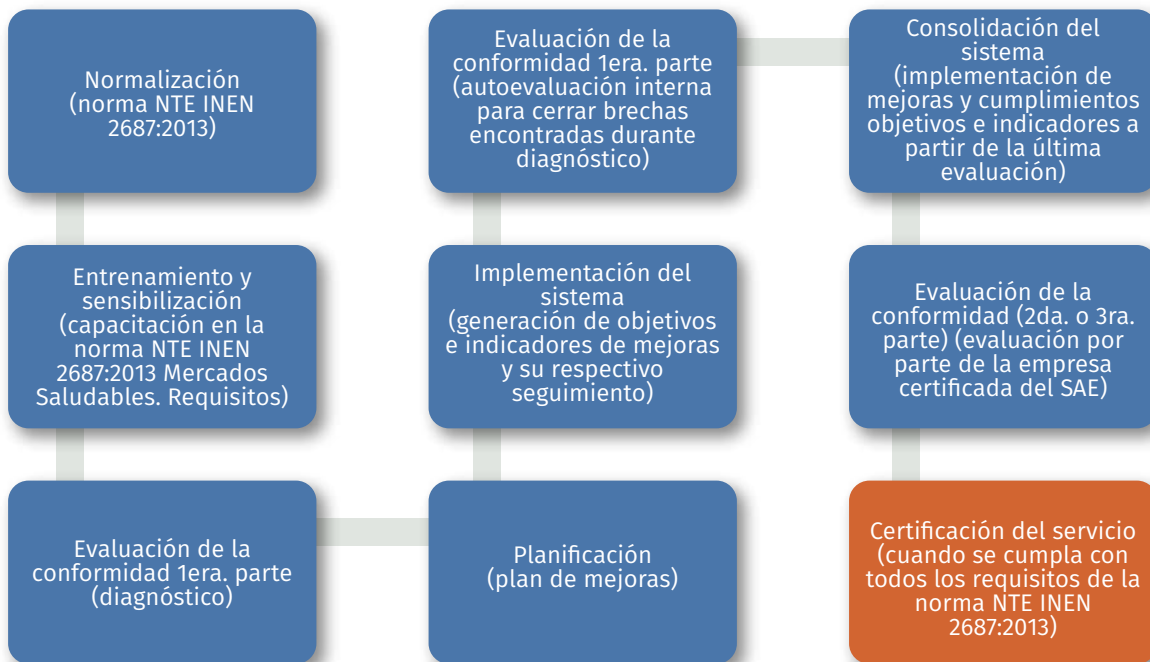 Normalización
(norma NTE INEN
2687:2013)
Entrenamiento y
sensibilización
(capacitación en la
norma NTE INEN
2687:2013 Mercados
Saludables. Requisitos)
Evaluación de la
conformidad 1era. parte
(diagnóstico)
Planificación
(plan de mejoras)
Implementación del
sistema
(generación de objetivos
e indicadores de mejoras
y su respectivo
seguimiento)
Evaluación de la
conformidad 1era. parte
(autoevaluación interna
para cerrar brechas
encontradas durante
diagnóstico)
Consolidación del
sistema
(implementación de
mejoras y cumplimientos
objetivos e indicadores a
partir de la última
evaluación)
Evaluación de la
conformidad (2da. o 3ra.
parte) (evaluación por
parte de la empresa
certificada del SAE)
Certificación del servicio
(cuando se cumpla con
todos los requisitos de la
norma NTE INEN
2687:2013)